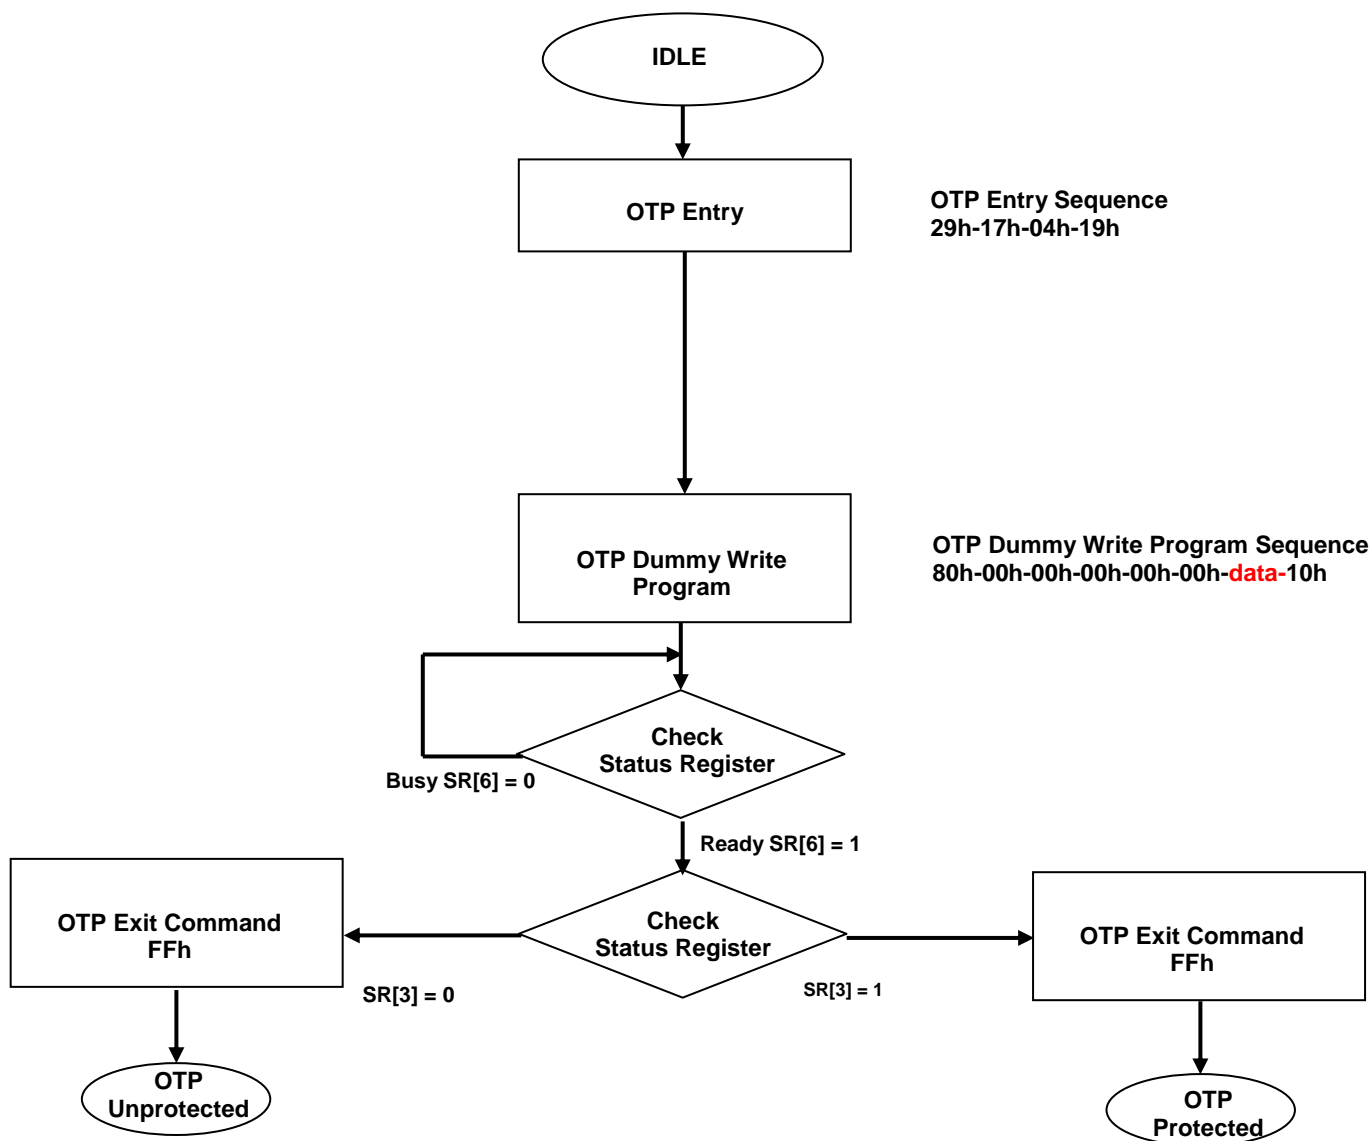 IDLE
OTP Entry
OTP Entry Sequence
29h-17h-04h-19h
OTP Dummy Write
Program
OTP Dummy Write Program Sequence
80h-00h-00h-00h-00h-00h-data-10h
Check
Status Register
Busy SR[6] = 0
Ready SR[6] = 1
OTP Exit Command
FFh
Check
Status Register
OTP Exit Command
FFh
SR[3] = 0
SR[3] = 1
OTP
Unprotected
OTP
Protected